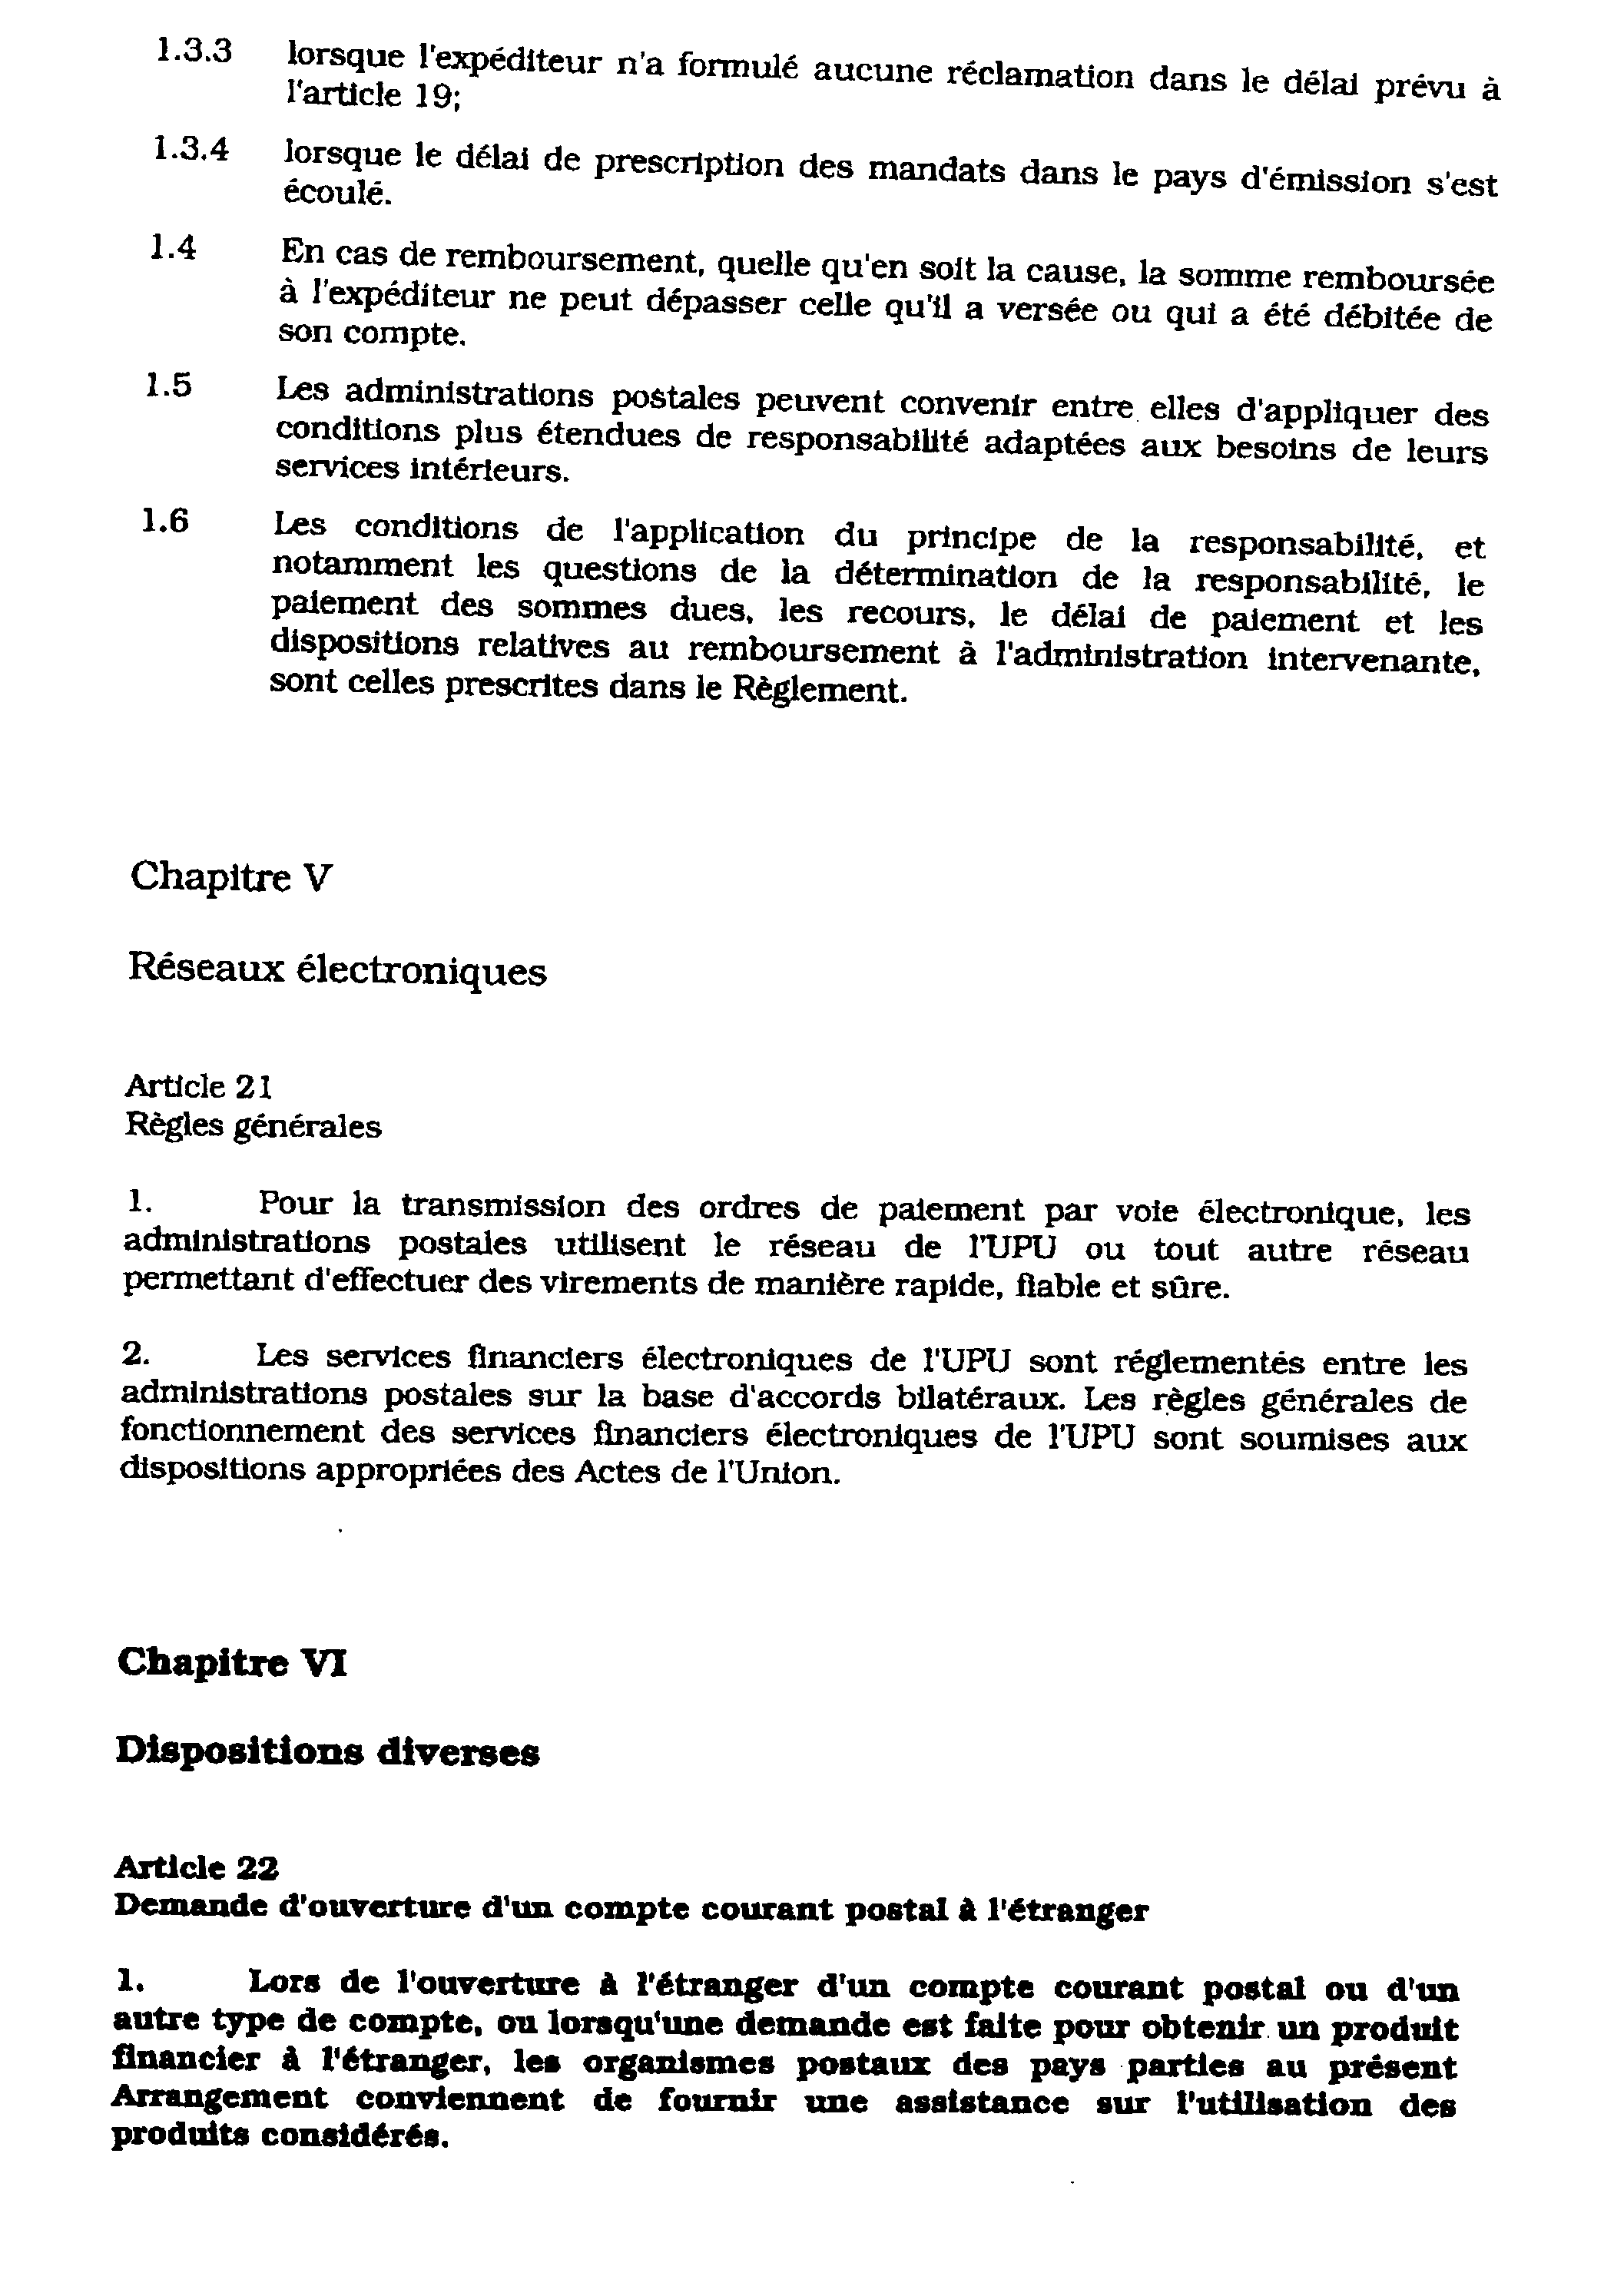 1.3.3 lorsque l'expéditeur n'a formulé aucune réclamation dans le délai prévu à
l'article 19;
1.3.4 lorsque le délai de prescription des mandats dans le pays d'émission s'est
écoulé.
1.4 En cas de remboursement, quelle qu'en soit la cause, la somme remboursée
à l'expéditeur ne peut dépasser celle qu'il a versée ou qui a été débitée de
son compte.
1.5 Les administrations postales peuvent convenir entre elles d'appliquer des
conditions plus étendues de responsabilité adaptées aux besoins de leurs
services intérieurs.
1.6 Les conditions de l'application du principe de la responsabilité, et
notamment les questions de la détermination de la responsabilité, le
paiement des sommes dues, les recours, le délai de paiement et les
dispositions relatives au remboursement à l'administration intervenante,
sont celles prescrites dans le Règlement.
Chapitre V
Réseaux électroniques
Article 21
Règles générales
1. Pour la transmission des ordres de paiement par voie électronique, les
administrations postales utilisent le réseau de l'UPU ou tout autre réseau
permettant d'effectuer des virements de manière rapide, fiable et sûre.
2. Les services financiers électroniques de l'UPU sont réglementés entre les
administrations postales sur la base d'accords bilatéraux. Les règles générales de
fonctionnement des services financiers électroniques de l'UPU sont soumises aux
dispositions appropriées des Actes de l'Union.
Chapitre VI
Dispositions diverses
Article 22
Demande d'ouverture d'un compte courant postal à l'étranger
1. Lors de l'ouverture à l'étranger d'un compte courant postal ou d'un
autre type de compte, ou lorsqu'une demande est faite pour obtenir un produit
financier à l'étranger, les organismes postaux des pays parties au présent
Arrangement conviennent de fournir une assistance sur l'utilisation des
produits considérés.